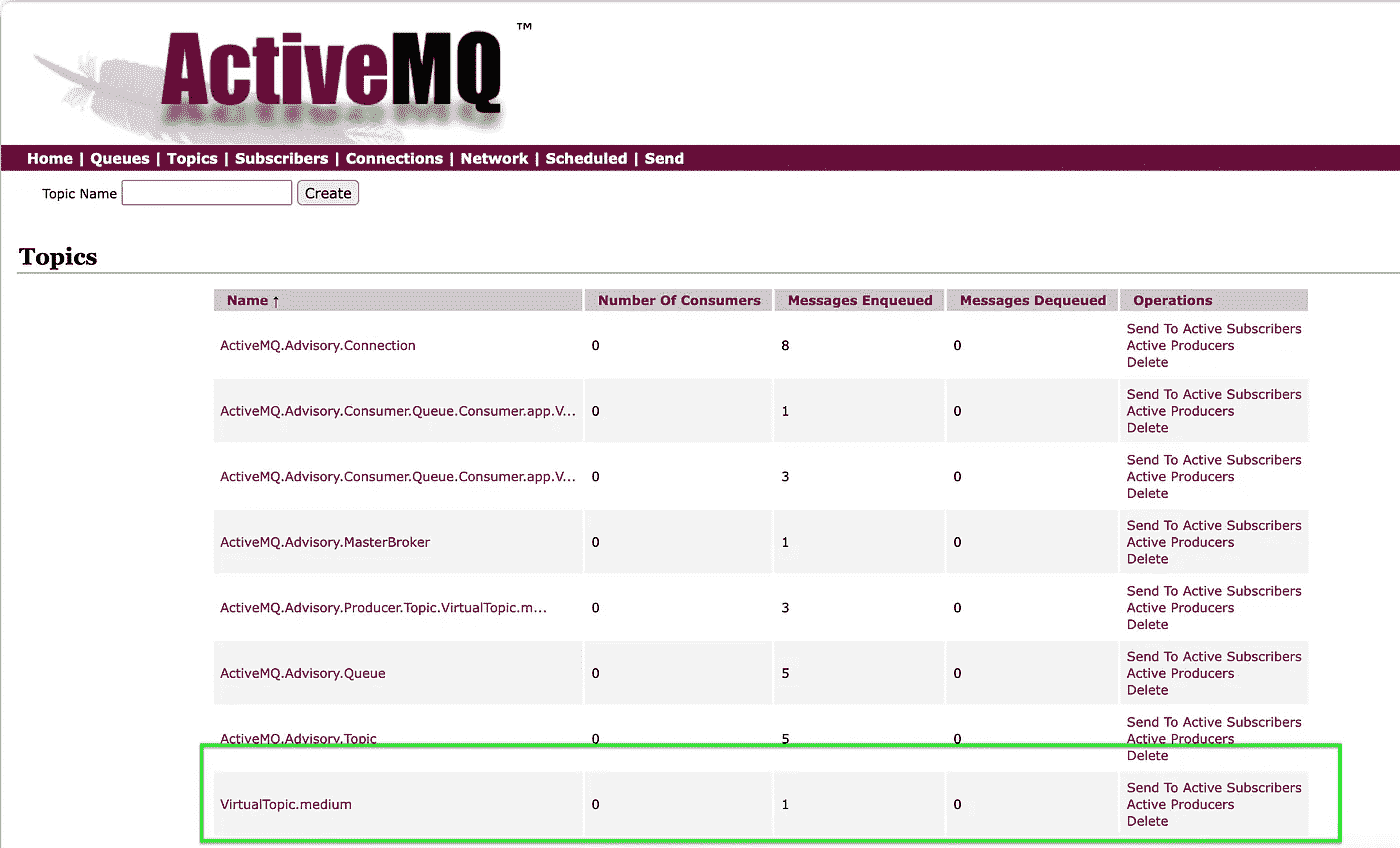 ActiveMQ™
Home | Queues | Topics | Subscribers | Connections | Network | Scheduled | Send
Topic Name Create
Topics
Name ↑ Number Of Consumers Messages Enqueued Messages Dequeued Operations
ActiveMQ.Advisory.Connection 0 8 0 Send To Active Subscribers
Active Producers
Delete
ActiveMQ.Advisory.Consumer.Queue.Consumer.app.V... 0 1 0 Send To Active Subscribers
Active Producers
Delete
ActiveMQ.Advisory.Consumer.Queue.Consumer.app.V... 0 3 0 Send To Active Subscribers
Active Producers
Delete
ActiveMQ.Advisory.MasterBroker 0 1 0 Send To Active Subscribers
Active Producers
Delete
ActiveMQ.Advisory.Producer.Topic.VirtualTopic.m... 0 3 0 Send To Active Subscribers
Active Producers
Delete
ActiveMQ.Advisory.Queue 0 5 0 Send To Active Subscribers
Active Producers
Delete
ActiveMQ.Advisory.Topic 0 5 0 Send To Active Subscribers
Active Producers
Delete
VirtualTopic.medium 0 1 0 Send To Active Subscribers
Active Producers
Delete